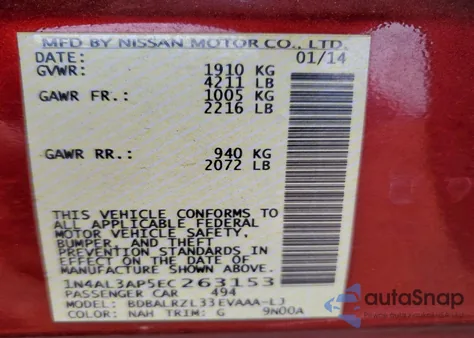 MFD BY NISSAN MOTOR CO., LTD.
DATE: 01/14
GVWR: 1910 KG
4211 LB
GAWR FR.: 1005 KG
2216 LB
GAWR RR.: 940 KG
2072 LB
THIS VEHICLE CONFORMS TO
ALL APPLICABLE FEDERAL
MOTOR VEHICLE SAFETY,
BUMPER, AND THEFT
PREVENTION STANDARDS IN
EFFECT ON THE DATE OF
MANUFACTURE SHOWN ABOVE.
1N4AL3AP5EC263153
PASSENGER CAR 494
MODEL: BDBALRZL33EVAAA-LJ
COLOR: NAH TRIM: G 9N00A
autoSnap
Powered by AutoBidMaster